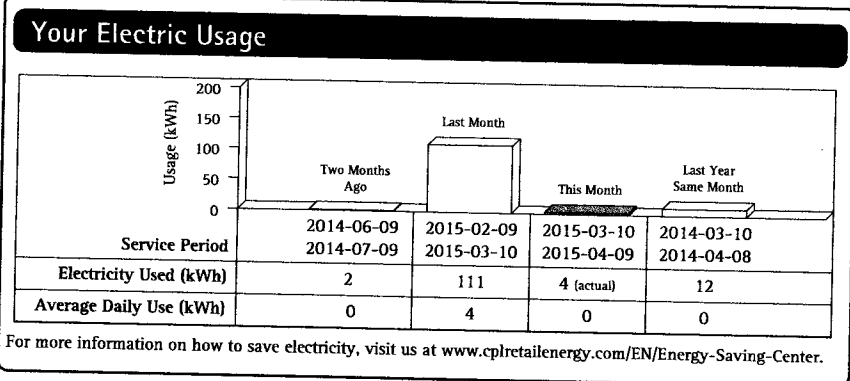 Your Electric Usage
Usage (kWh)
200
150
100
50
0
Two Months
Ago
Last Month
This Month
Last Year
Same Month
Service Period
2014-06-09 2015-02-09 2015-03-10 2014-03-10
2014-07-09 2015-03-10 2015-04-09 2014-04-08
Electricity Used (kWh) 2 111 4 (actual) 12
Average Daily Use (kWh) 0 4 0 0
For more information on how to save electricity, visit us at www.cplretailenergy.com/EN/Energy-Saving-Center.